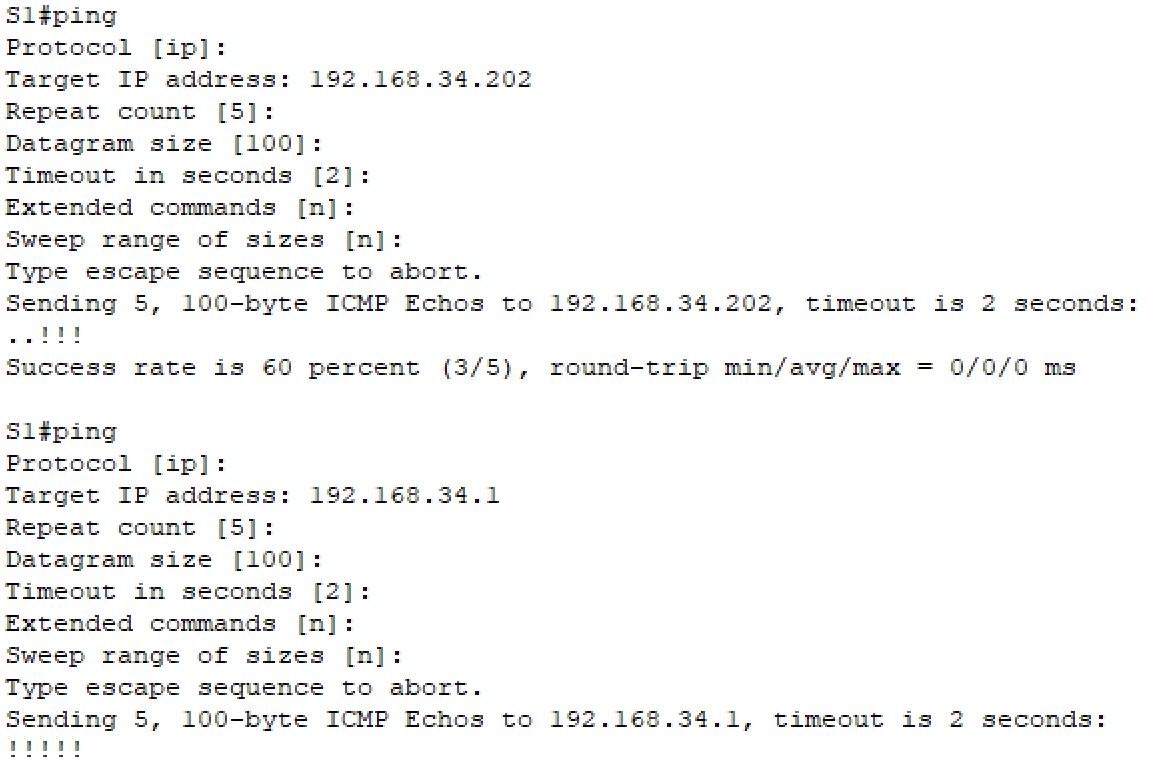 S1#ping
Protocol [ip]:
Target IP address: 192.168.34.202
Repeat count [5]:
Datagram size [100]:
Timeout in seconds [2]:
Extended commands [n]:
Sweep range of sizes [n]:
Type escape sequence to abort.
Sending 5, 100-byte ICMP Echos to 192.168.34.202, timeout is 2 seconds:
..!!!
Success rate is 60 percent (3/5), round-trip min/avg/max = 0/0/0 ms
S1#ping
Protocol [ip]:
Target IP address: 192.168.34.1
Repeat count [5]:
Datagram size [100]:
Timeout in seconds [2]:
Extended commands [n]:
Sweep range of sizes [n]:
Type escape sequence to abort.
Sending 5, 100-byte ICMP Echos to 192.168.34.1, timeout is 2 seconds:
!!!!!